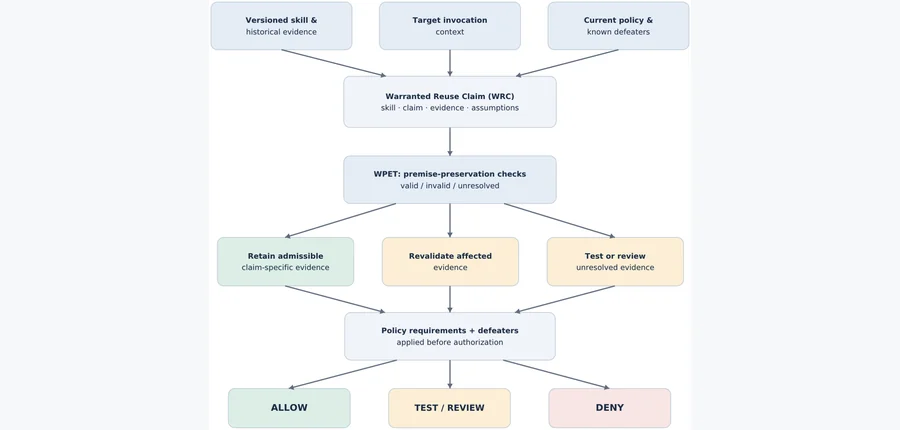 Versioned skill &
historical evidence
Target invocation
context
Current policy &
known defeaters
Warranted Reuse Claim (WRC)
skill · claim · evidence · assumptions
WPET: premise-preservation checks
valid / invalid / unresolved
Retain admissible
claim-specific evidence
Revalidate affected
evidence
Test or review
unresolved evidence
Policy requirements + defeaters
applied before authorization
ALLOW
TEST / REVIEW
DENY